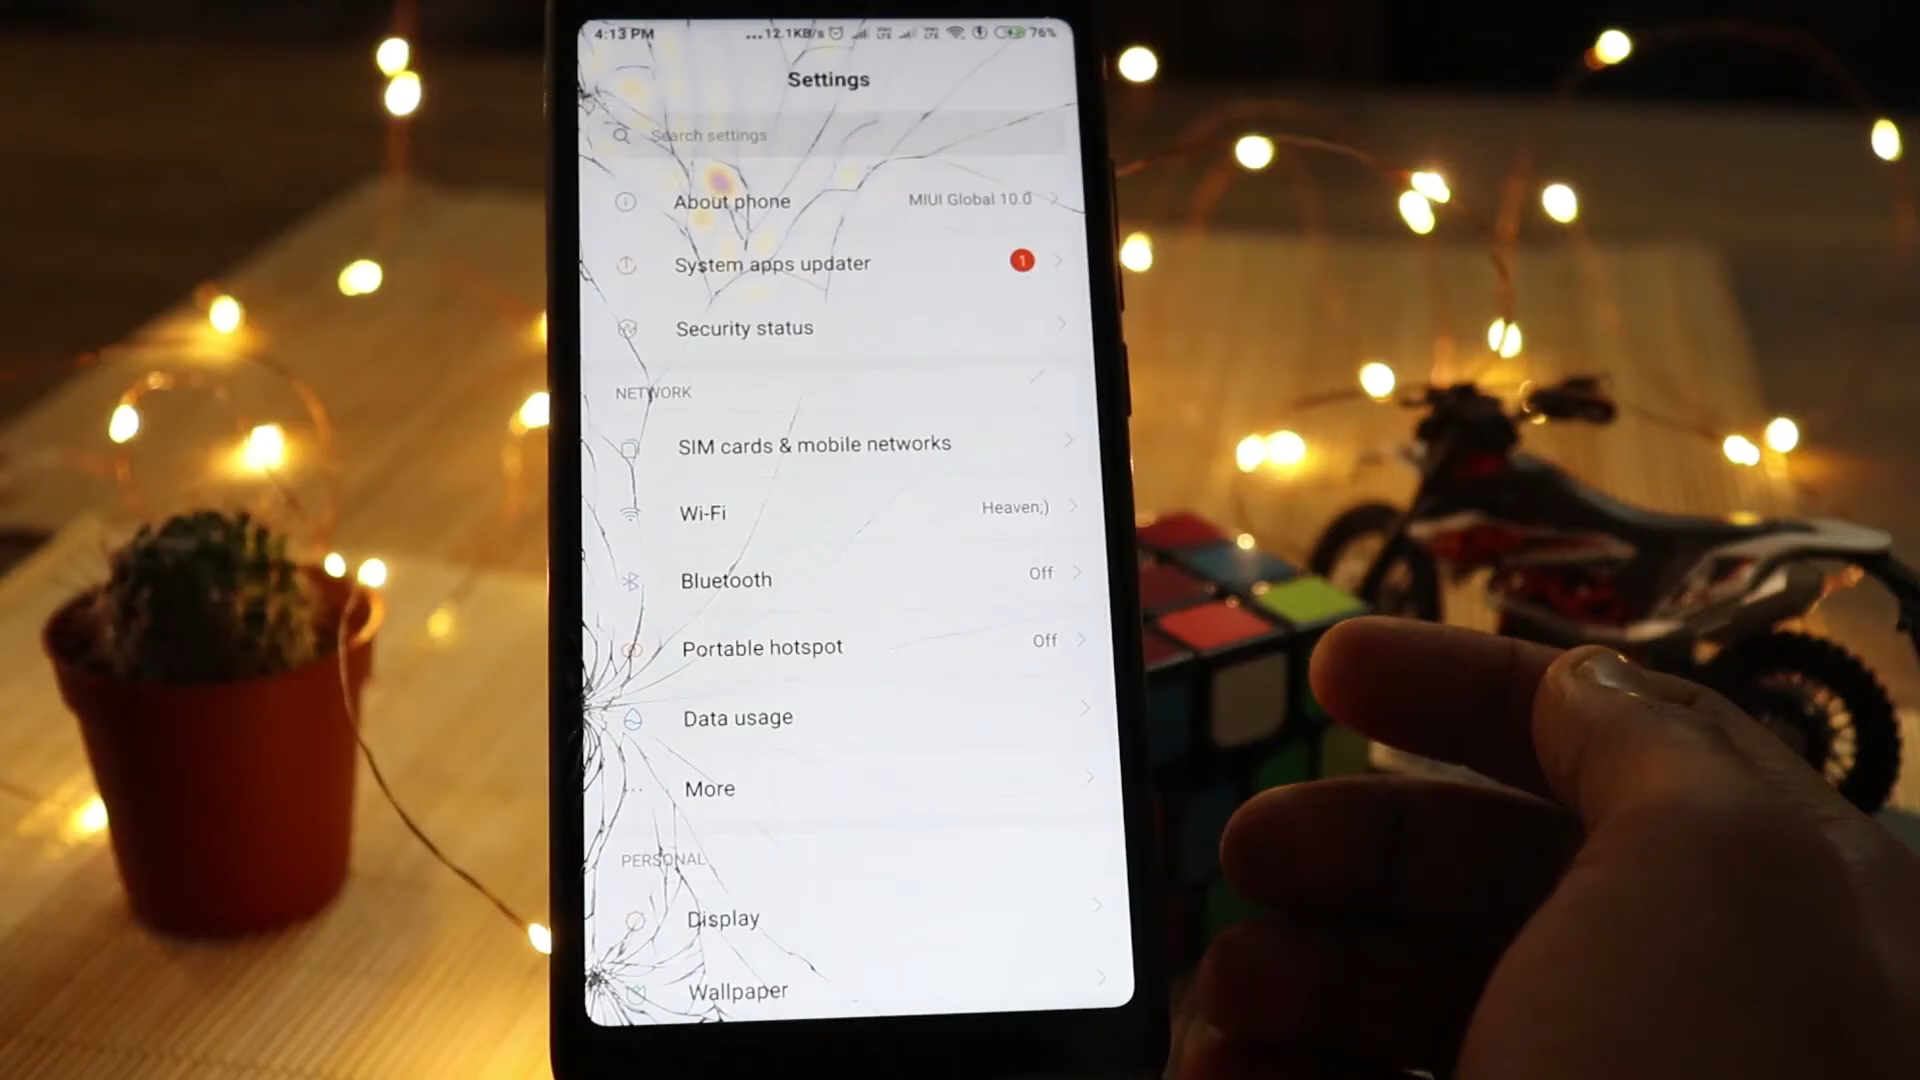 4:13 PM ...12.1KB/s VoLTE VoLTE 76%
Settings
Search settings
About phone MIUI Global 10.0
System apps updater 1
Security status
NETWORK
SIM cards & mobile networks
Wi-Fi Heaven;)
Bluetooth Off
Portable hotspot Off
Data usage
More
PERSONAL
Display
Wallpaper